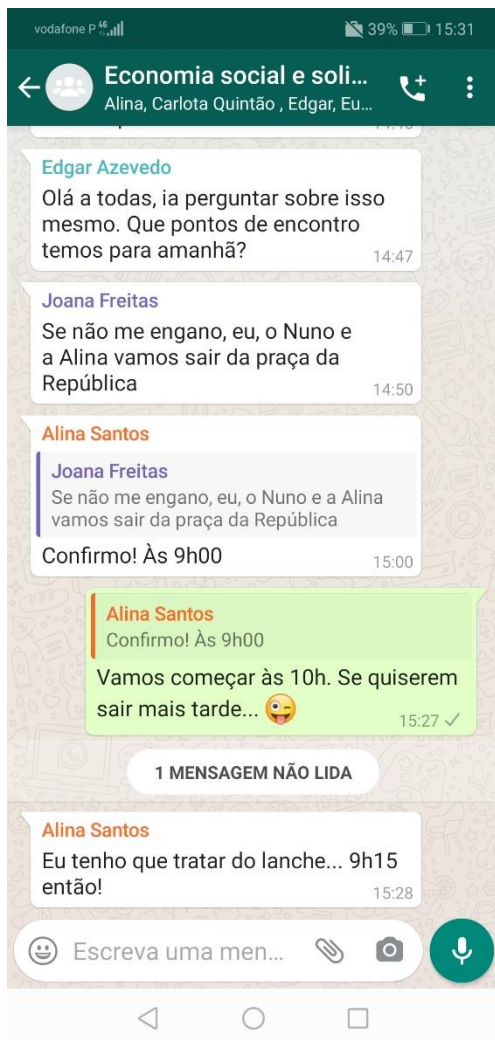 vodafone P 4G 39% 15:31
Economia social e soli...
Alina, Carlota Quintão , Edgar, Eu...
Edgar Azevedo
Olá a todas, ia perguntar sobre isso
mesmo. Que pontos de encontro
temos para amanhã?
14:47
Joana Freitas
Se não me engano, eu, o Nuno e
a Alina vamos sair da praça da
República
14:50
Alina Santos
Joana Freitas
Se não me engano, eu, o Nuno e a Alina
vamos sair da praça da República
Confirmo! Às 9h00
15:00
Alina Santos
Confirmo! Às 9h00
Vamos começar às 10h. Se quiserem
sair mais tarde... 😜
15:27
1 MENSAGEM NÃO LIDA
Alina Santos
Eu tenho que tratar do lanche... 9h15
então!
15:28
Escreva uma men...